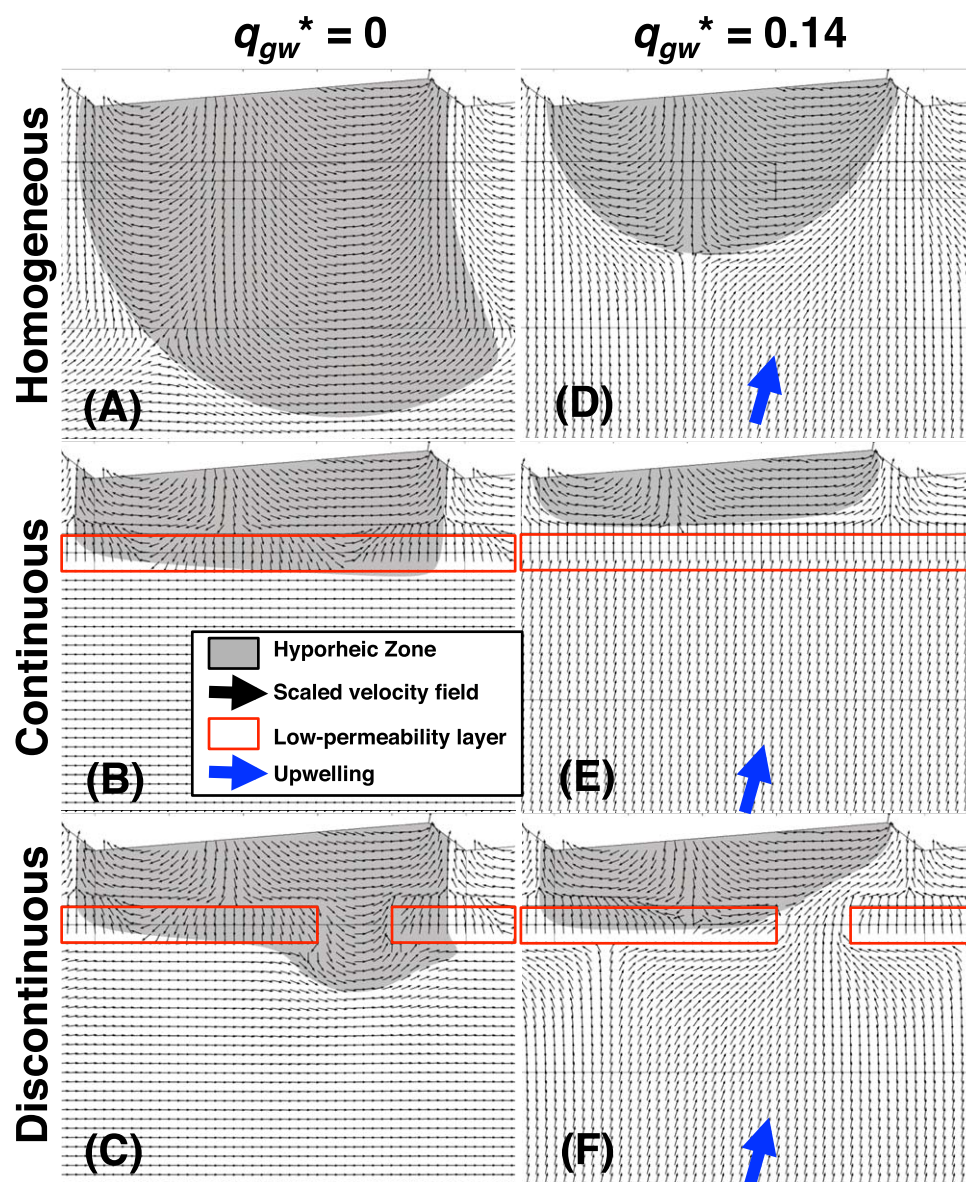 q_gw* = 0
q_gw* = 0.14
Homogeneous
(A)
(D)
Continuous
Hyporheic Zone
Scaled velocity field
Low-permeability layer
Upwelling
(B)
(E)
Discontinuous
(C)
(F)